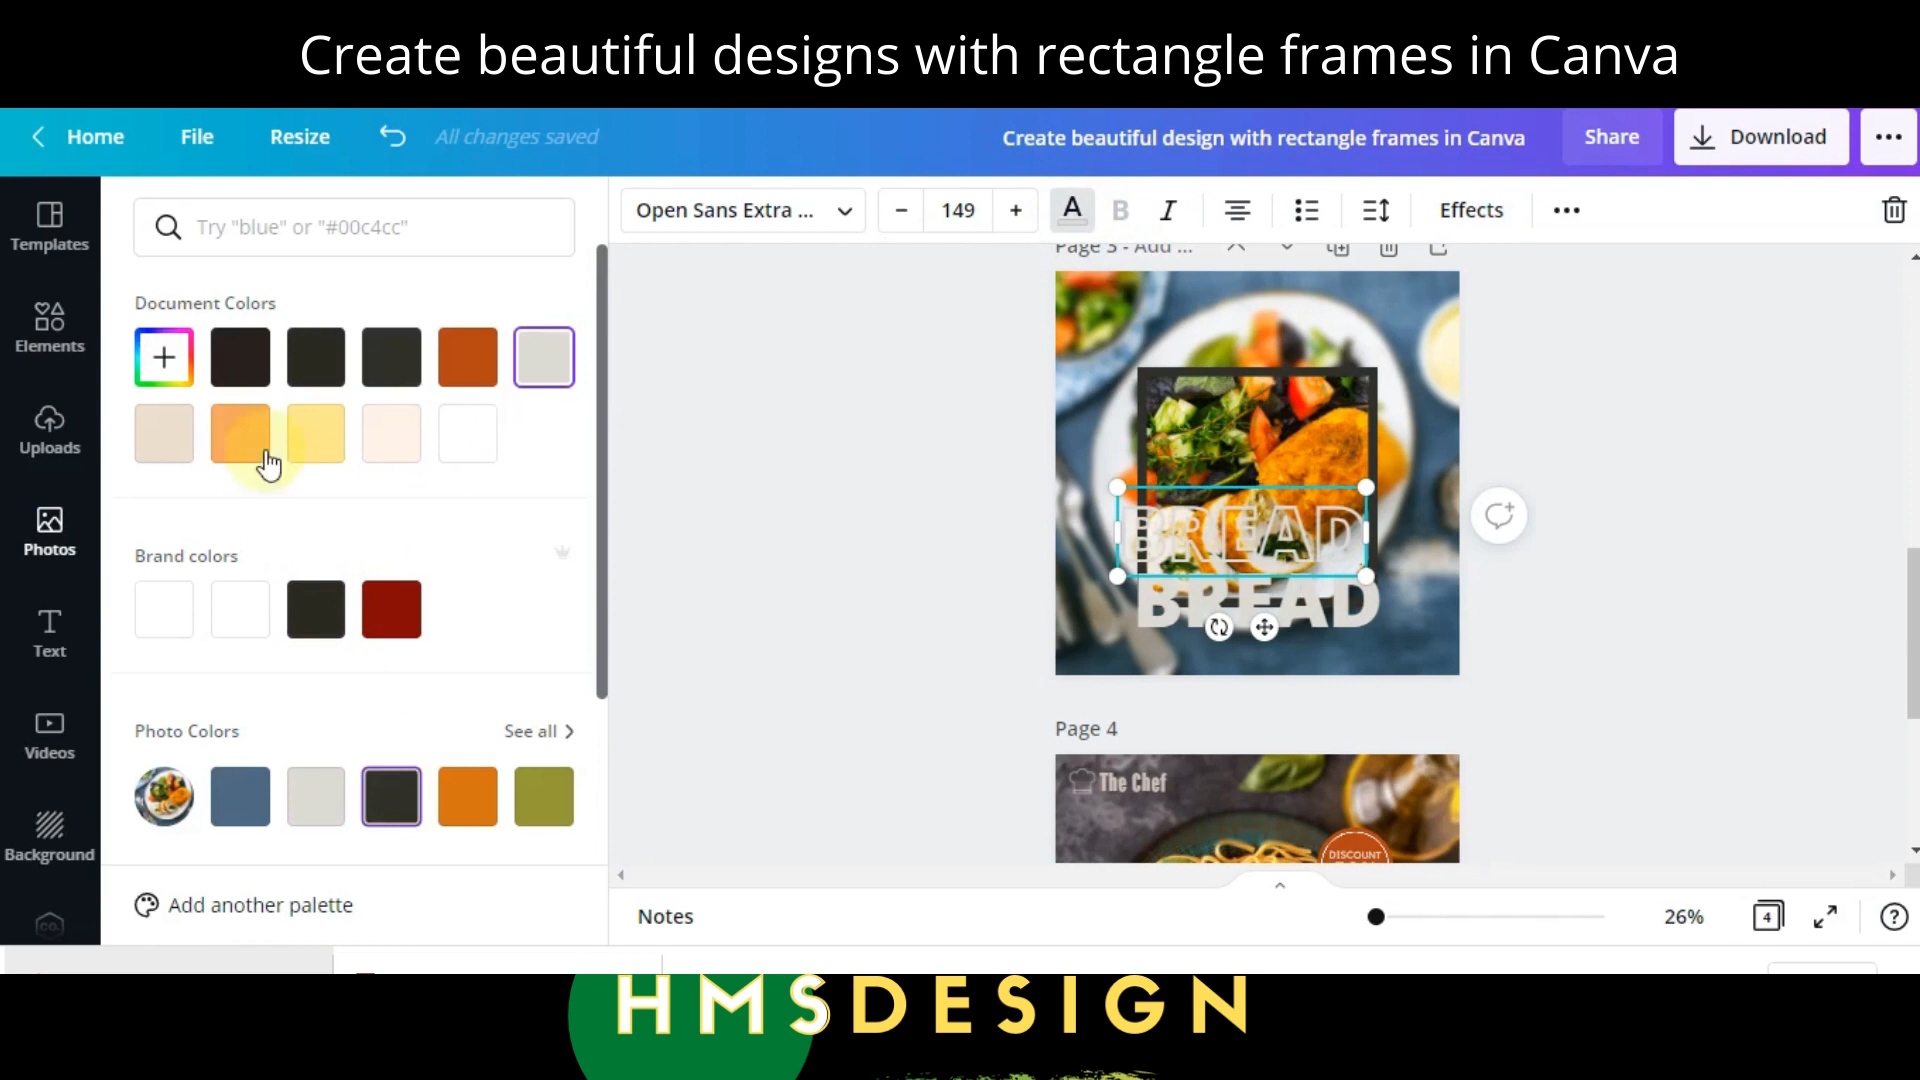 Create beautiful designs with rectangle frames in Canva
Home File Resize All changes saved Create beautiful design with rectangle frames in Canva Share Download
Templates
Elements
Uploads
Photos
Text
Videos
Background
Try "blue" or "#00c4cc"
Document Colors
Brand colors
Photo Colors See all
Add another palette
Open Sans Extra ... − 149 + A B I Effects
Page 3 - Add ...
BREAD
BREAD
Page 4
The Chef
DISCOUNT
Notes 26% 4 ?
HMSDESIGN